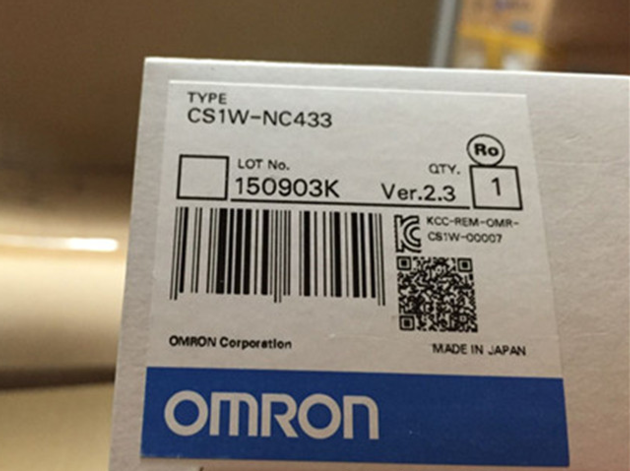 TYPE
CS1W-NC433
Ro
LOT No.
QTY.
150903K
Ver.2.3
1
KCC-REM-OMR-
CS1W-00007
OMRON Corporation
MADE IN JAPAN
OMRON